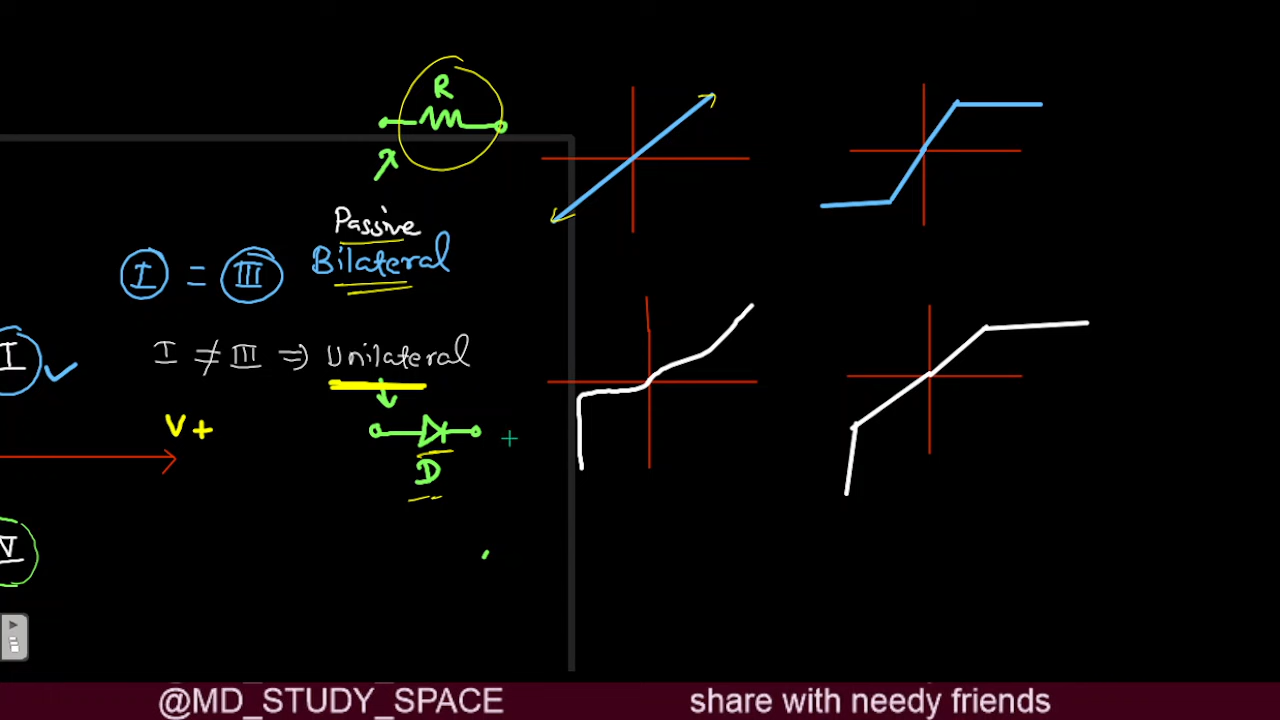 R
Passive
I = III Bilateral
I ≠ III ⇒ Unilateral
I
V +
D
V
@MD_STUDY_SPACE
share with needy friends